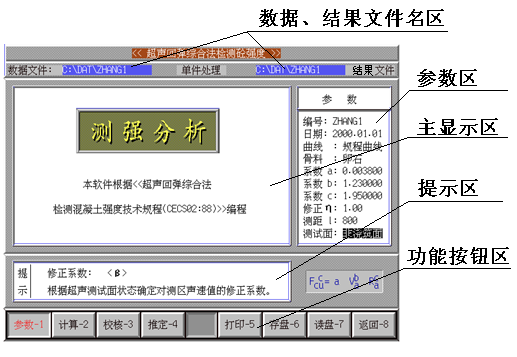 数据、结果文件名区
<< 超声回弹综合法检测砼强度 >>
数据文件: C:\DAT\ZHANG1 单件处理 C:\DAT\ZHANG1 结果文件
参数区
参 数
测强分析
编号: ZHANG1
日期: 2000.01.01
曲线 : 规程曲线
骨料 : 卵石
系数 a: 0.003800
系数 b: 1.230000
系数 c: 1.950000
修正 η: 1.00
测距 l: 800
测试面: 非浇筑面
主显示区
本软件根据<<超声回弹综合法
检测混凝土强度技术规程(CECS02:88)>>编程
提示区
提示
修正系数: <β>
根据超声测试面状态确定对测区声速值的修正系数。
功能按钮区
参数-1 计算-2 校核-3 推定-4 打印-5 存盘-6 读盘-7 返回-8